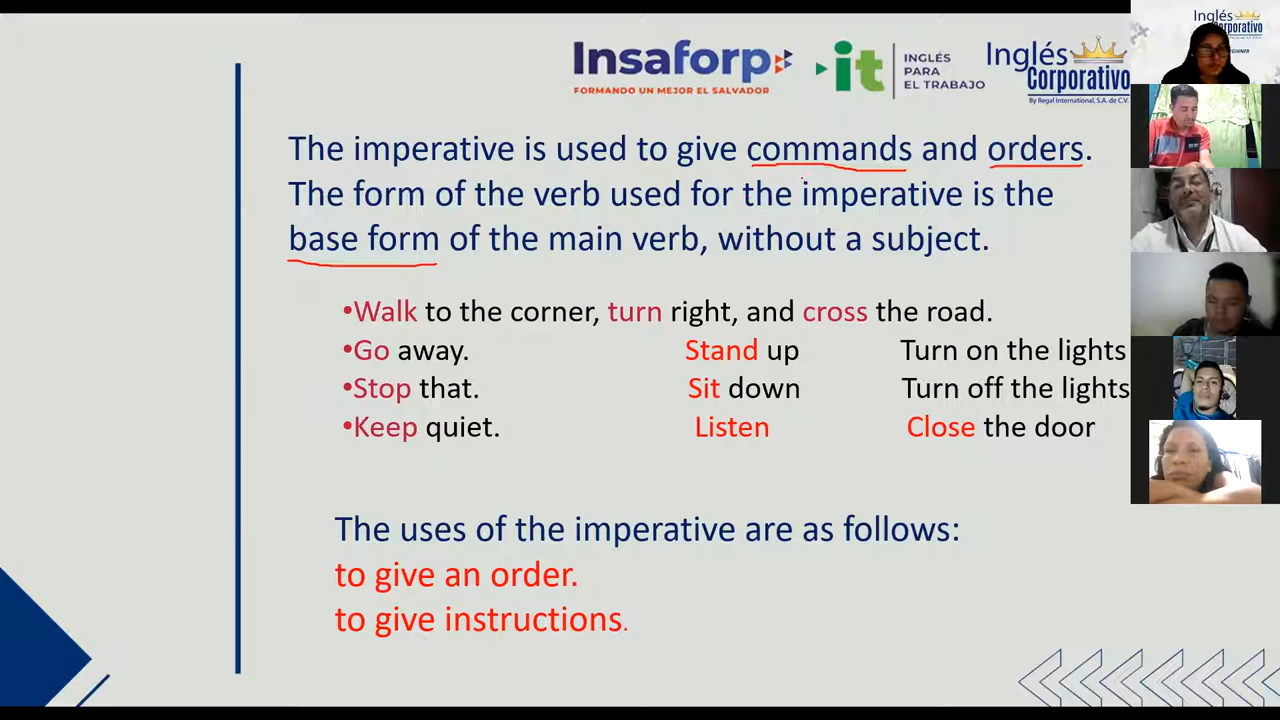 Insaforp
FORMANDO UN MEJOR EL SALVADOR
it
INGLÉS
PARA
EL TRABAJO
Inglés
Corporativo
By Regal International, S.A. de C.V.
Inglés
Corporativo
The imperative is used to give commands and orders.
The form of the verb used for the imperative is the
base form of the main verb, without a subject.
•Walk to the corner, turn right, and cross the road.
•Go away. Stand up Turn on the lights
•Stop that. Sit down Turn off the lights
•Keep quiet. Listen Close the door
The uses of the imperative are as follows:
to give an order.
to give instructions.